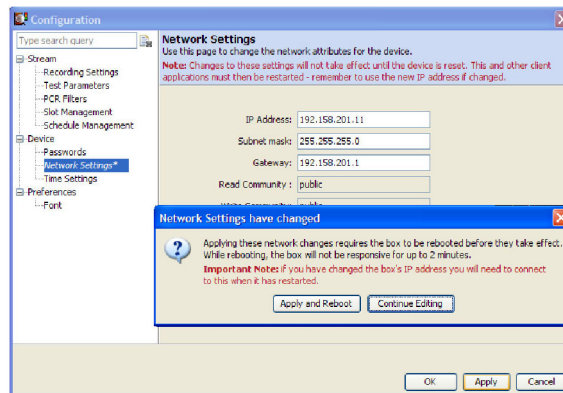 Configuration
Type search query
Stream
Recording Settings
Test Parameters
PCR Filters
Slot Management
Schedule Management
Device
Passwords
Network Settings*
Time Settings
Preferences
Font
Network Settings
Use this page to change the network attributes for the device.
Note: Changes to these settings will not take effect until the device is reset. This and other client
applications must then be restarted - remember to use the new IP address if changed.
IP Address: 192.158.201.11
Subnet mask: 255.255.255.0
Gateway: 192.158.201.1
Read Community : public
Network Settings have changed
Applying these network changes requires the box to be rebooted before they take effect.
While rebooting, the box will not be responsive for up to 2 minutes.
Important Note: if you have changed the box's IP address you will need to connect
to this when it has restarted.
Apply and Reboot
Continue Editing
OK
Apply
Cancel